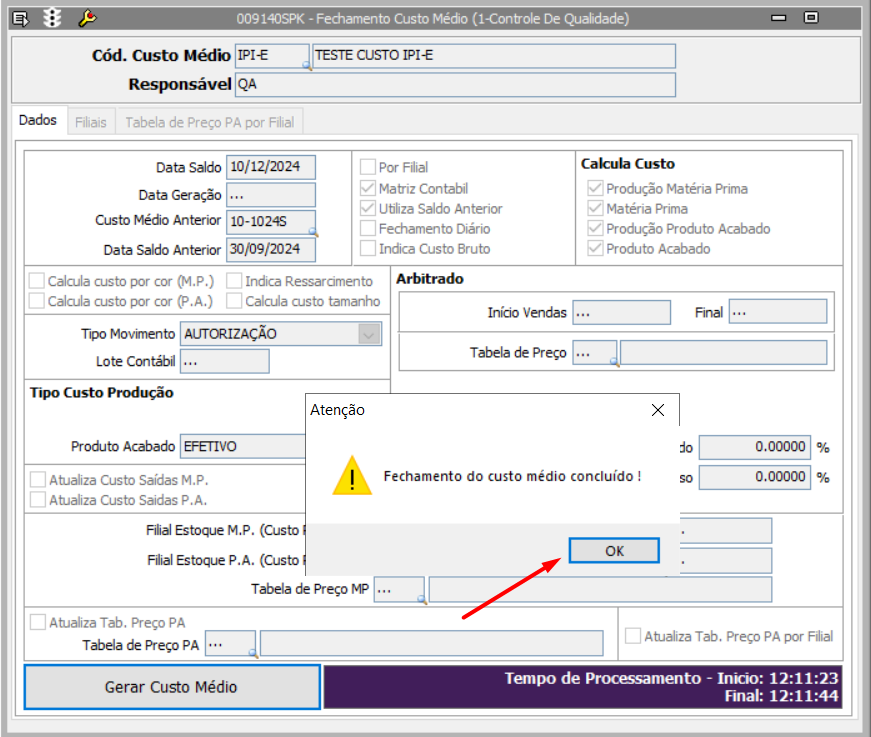 009140SPK - Fechamento Custo Médio (1-Controle De Qualidade)
Cód. Custo Médio IPI-E TESTE CUSTO IPI-E
Responsável QA
Dados Filiais Tabela de Preço PA por Filial
Data Saldo 10/12/2024
Data Geração ...
Custo Médio Anterior 10-1024S
Data Saldo Anterior 30/09/2024
Por Filial
Matriz Contabil
Utiliza Saldo Anterior
Fechamento Diário
Indica Custo Bruto
Calcula Custo
Produção Matéria Prima
Matéria Prima
Produção Produto Acabado
Produto Acabado
Calcula custo por cor (M.P.) Indica Ressarcimento
Calcula custo por cor (P.A.) Calcula custo tamanho
Tipo Movimento AUTORIZAÇÃO
Lote Contábil ...
Arbitrado
Início Vendas ... Final ...
Tabela de Preço ...
Tipo Custo Produção
Produto Acabado EFETIVO
do 0.00000 %
so 0.00000 %
Atenção
Fechamento do custo médio concluído !
OK
Atualiza Custo Saídas M.P.
Atualiza Custo Saidas P.A.
Filial Estoque M.P. (Custo
Filial Estoque P.A. (Custo
Tabela de Preço MP ...
Atualiza Tab. Preço PA
Tabela de Preço PA ...
Atualiza Tab. Preço PA por Filial
Gerar Custo Médio
Tempo de Processamento - Inicio: 12:11:23
Final: 12:11:44